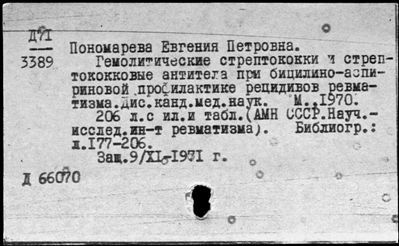 Д71
3389
Пономарева Евгения Петровна.
Гемолитические стрептококки и стреп-
тококковые антитела при бицилино-аспи-
риновой профилактике рецидивов ревма-
тизма.Дис.канд.мед.наук. М.,1970.
206 л.с ил.и табл.(АМН СССР.Науч.-
исслед.ин-т ревматизма). Библиогр.:
л.177-206.
Защ.9/XI-1971 г.
Д 66070